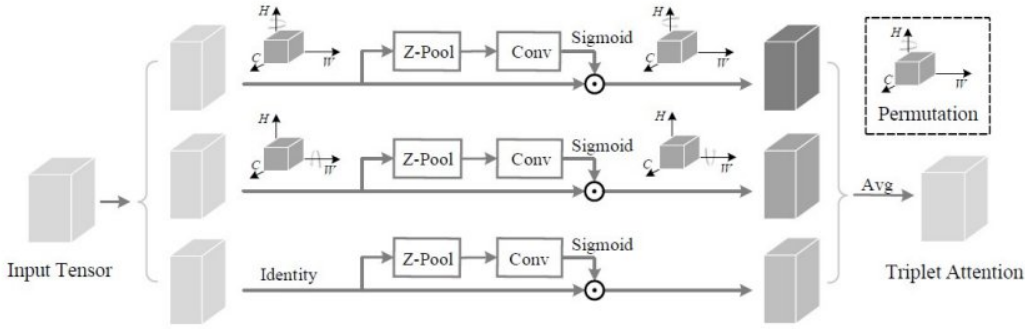 H
C
W
Z-Pool
Conv
Sigmoid
H
C
W
H
C
W
Permutation
H
C
W
Z-Pool
Conv
Sigmoid
H
C
W
Avg
Input Tensor
Identity
Z-Pool
Conv
Sigmoid
Triplet Attention